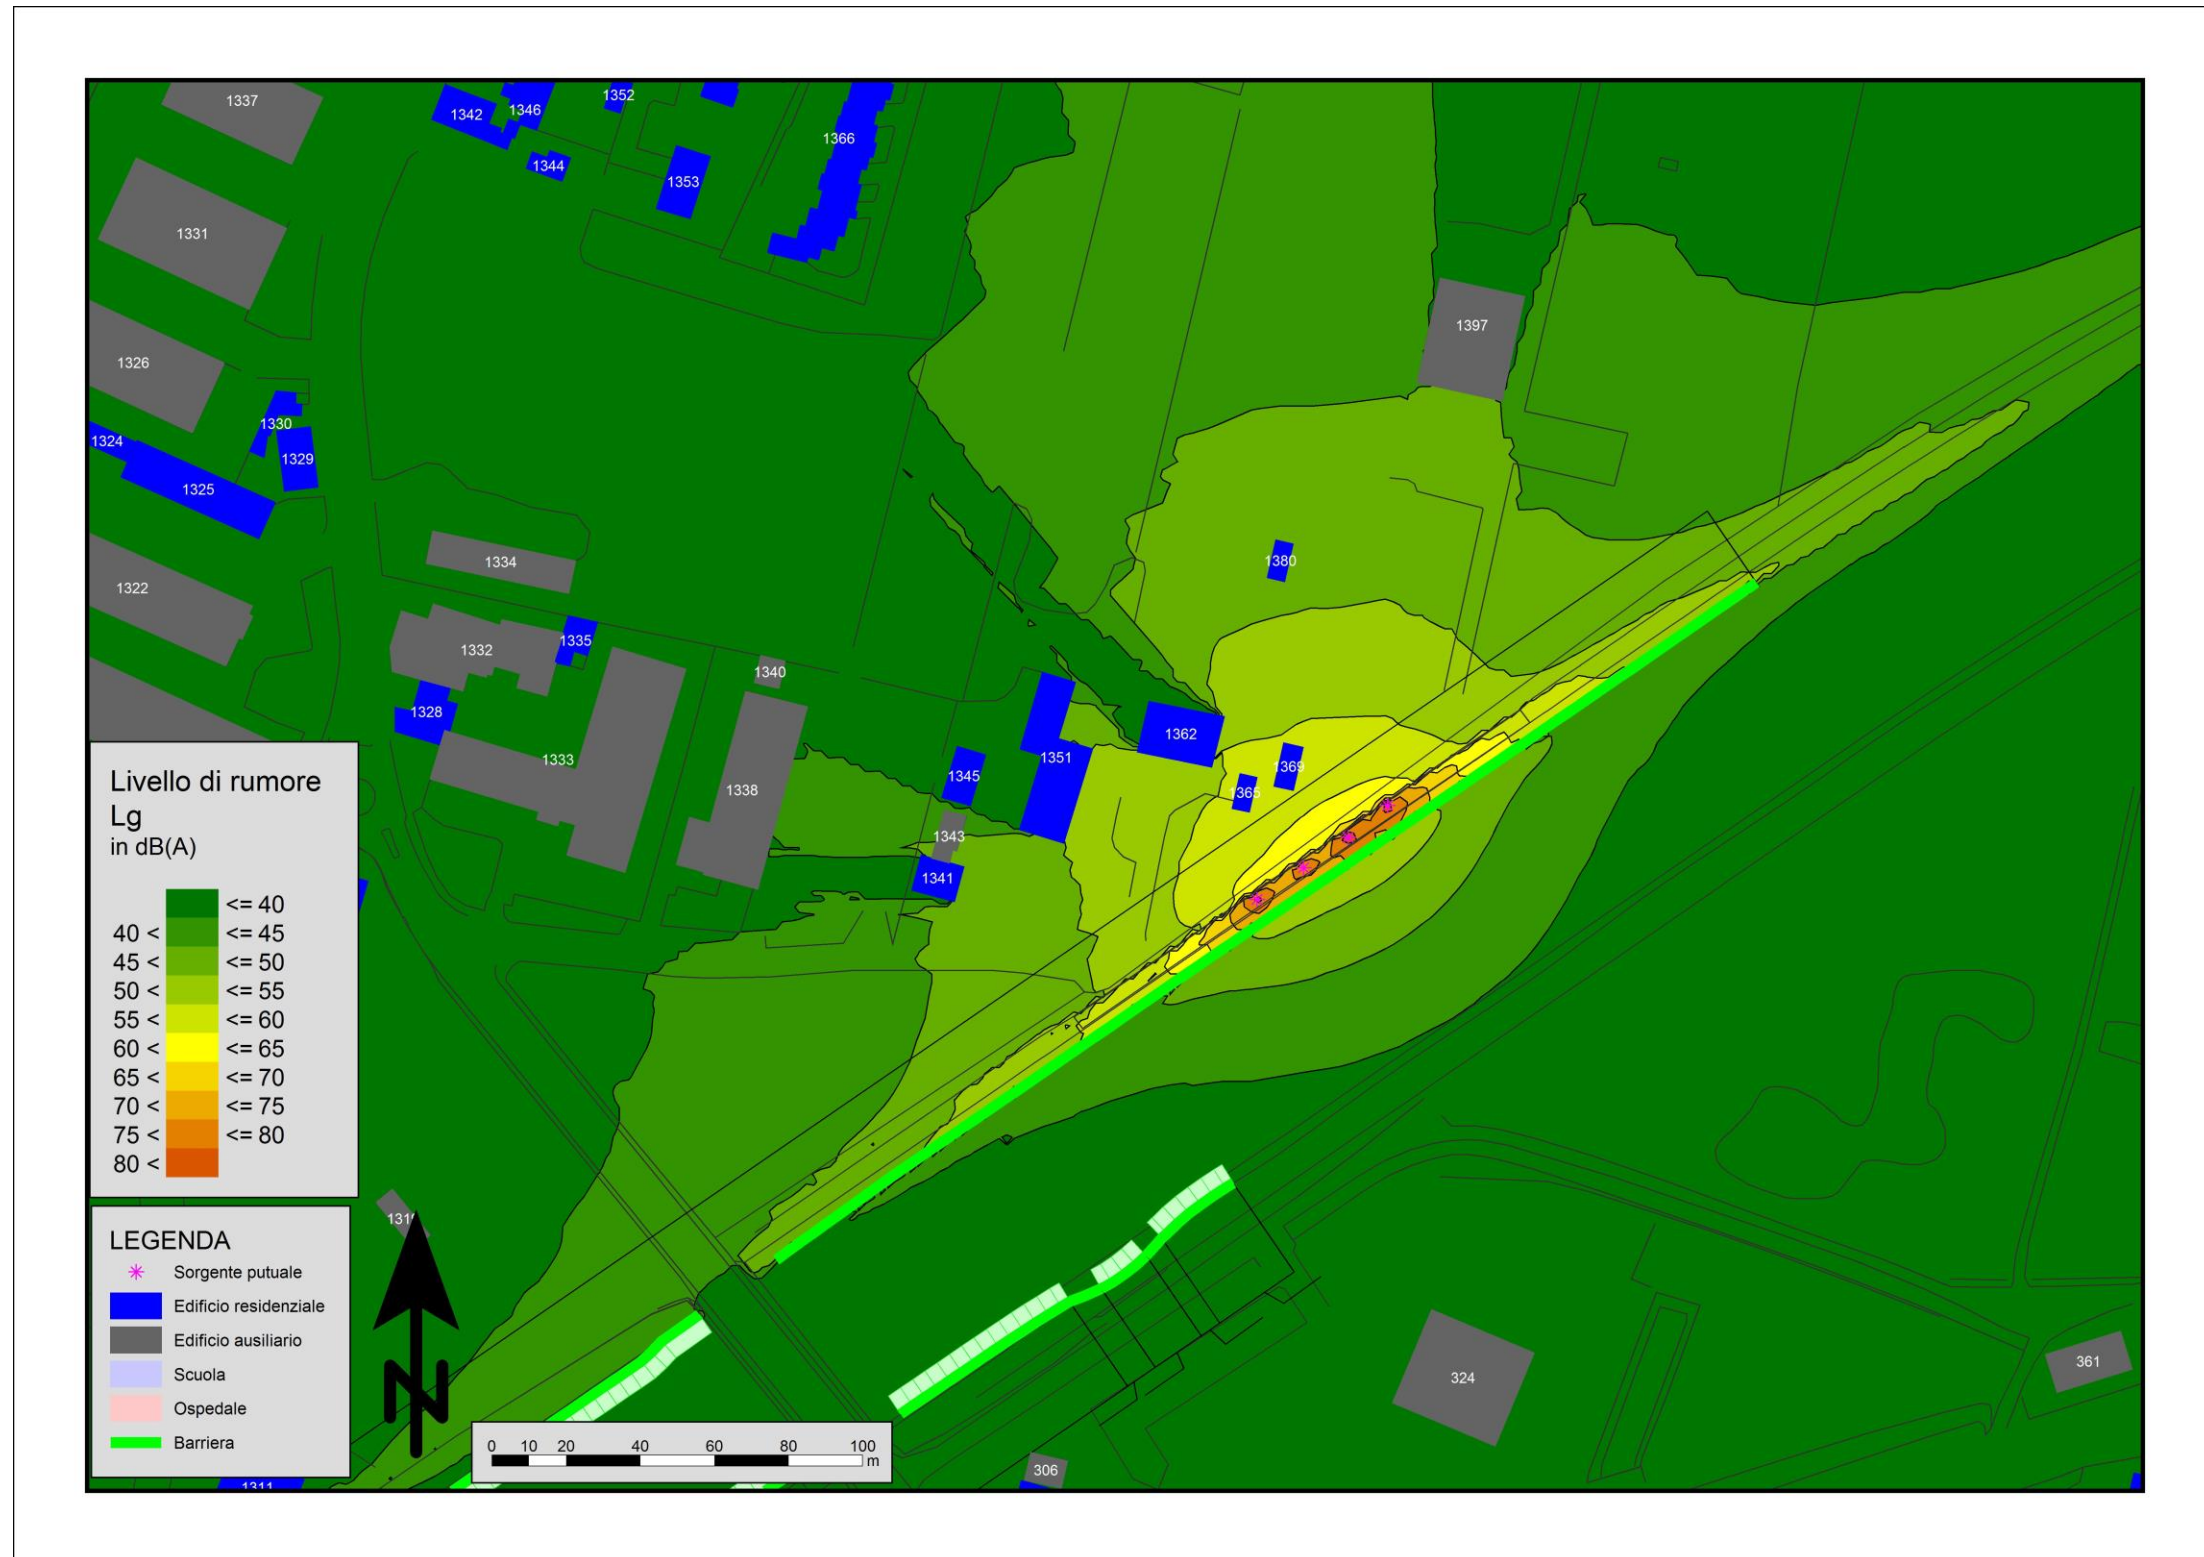 1337
1342
1346
1352
1366
1344
1353
1331
1397
1326
1330
1324
1329
1325
1380
1334
1322
1335
1332
1340
1328
1362
1333
1351
1369
1345
1338
1365
1343
1341
Livello di rumore
Lg
in dB(A)
<= 40
40 < <= 45
45 < <= 50
50 < <= 55
55 < <= 60
60 < <= 65
65 < <= 70
70 < <= 75
75 < <= 80
80 <
LEGENDA
Sorgente putuale
Edificio residenziale
Edificio ausiliario
Scuola
Ospedale
Barriera
N
0 10 20 40 60 80 100
m
324
361
306
1311